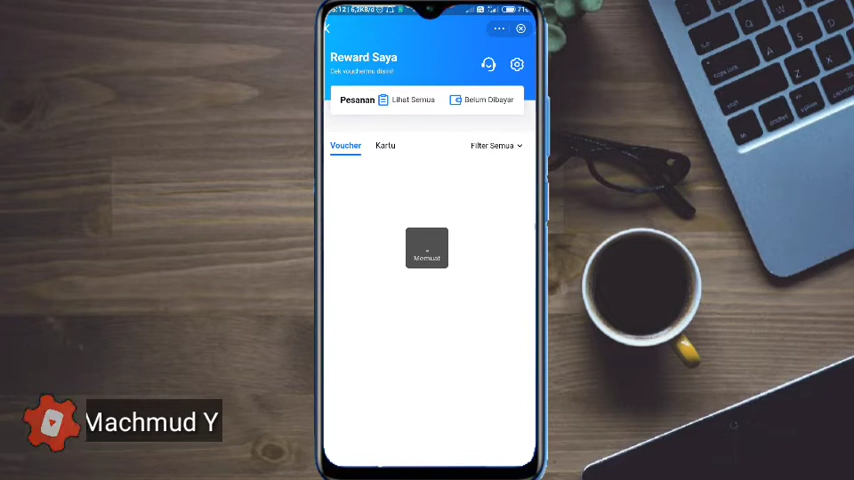 Reward Saya
Cek vouchermu disini!
Pesanan Lihat Semua Belum Dibayar
Voucher Kartu Filter Semua
Memuat
Machmud Y